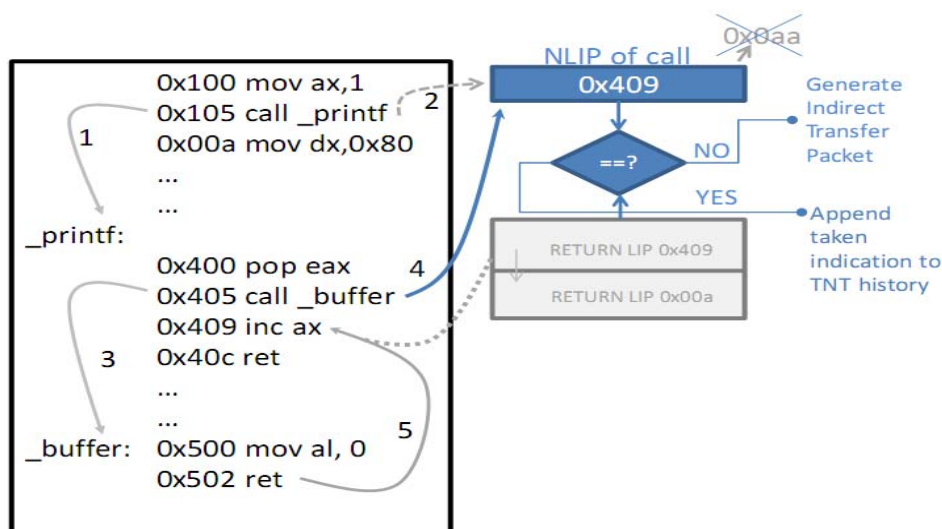 0x100 mov ax,1
0x105 call _printf
0x00a mov dx,0x80
...
...
_printf:
0x400 pop eax
0x405 call _buffer
0x409 inc ax
0x40c ret
...
...
_buffer: 0x500 mov al, 0
0x502 ret
1
2
3
4
5
0x0aa
NLIP of call
0x409
==?
NO
YES
Generate
Indirect
Transfer
Packet
Append
taken
indication to
TNT history
RETURN LIP 0x409
RETURN LIP 0x00a